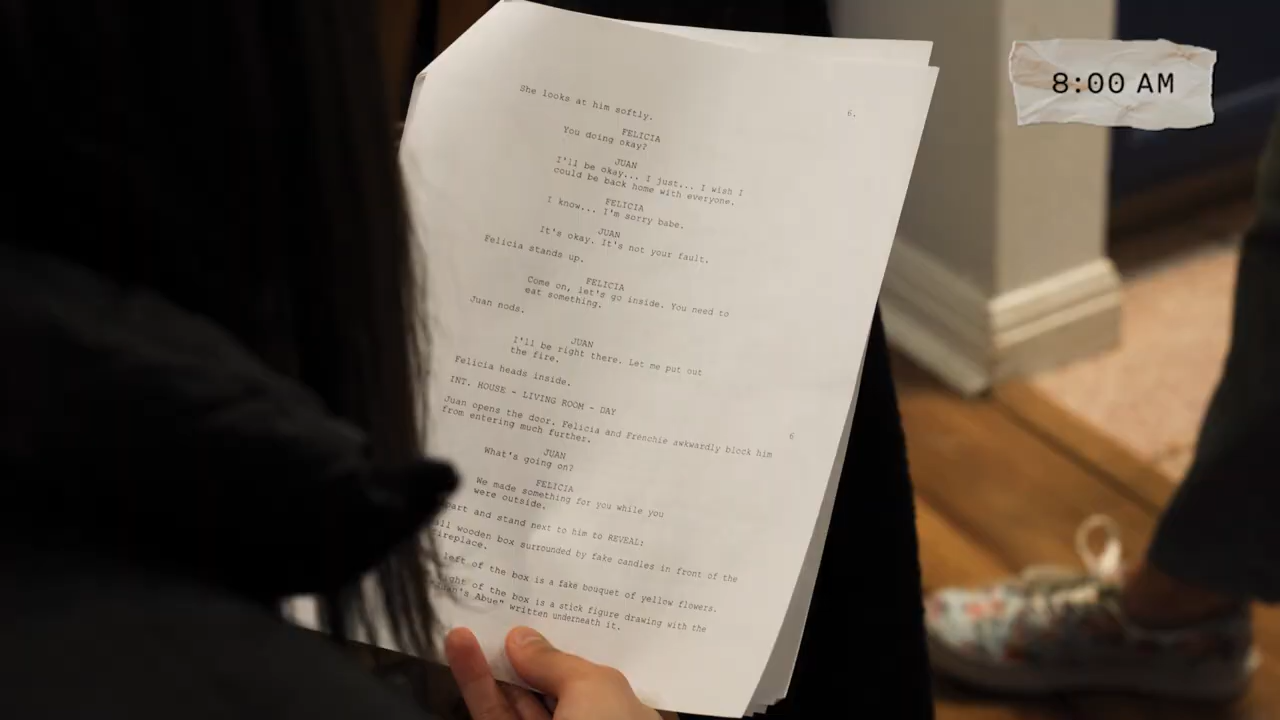 8:00 AM
6.
She looks at him softly.
FELICIA
You doing okay?
JUAN
I'll be okay... I just... I wish I
could be back home with everyone.
FELICIA
I know... I'm sorry babe.
JUAN
It's okay. It's not your fault.
Felicia stands up.
FELICIA
Come on, let's go inside. You need to
eat something.
Juan nods.
JUAN
I'll be right there. Let me put out
the fire.
Felicia heads inside.
INT. HOUSE - LIVING ROOM - DAY
6
Juan opens the door. Felicia and Frenchie awkwardly block him
from entering much further.
JUAN
What's going on?
FELICIA
We made something for you while you
were outside.
part and stand next to him to REVEAL:
wooden box surrounded by fake candles in front of the
fireplace.
left of the box is a fake bouquet of yellow flowers.
of the box is a stick figure drawing with the
Abue" written underneath it.